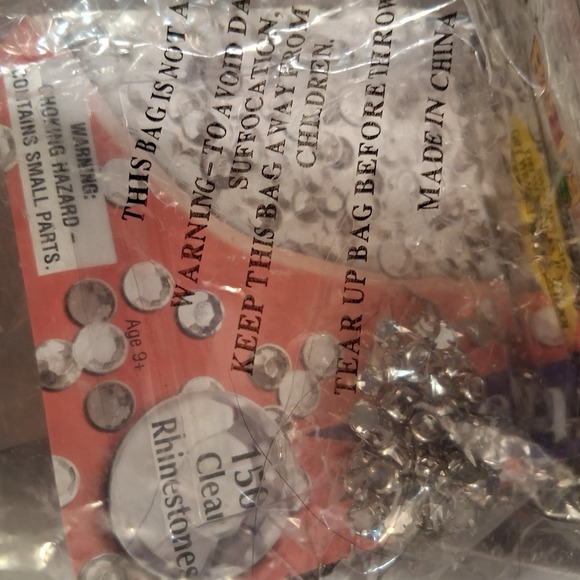 THIS BAG IS NOT A
WARNING-TO AVOID DA
SUFFOCATION,
KEEP THIS BAG AWAY FROM
CHILDREN.
TEAR UP BAG BEFORE THROW
MADE IN CHINA
WARNING:
CHOKING HAZARD -
CONTAINS SMALL PARTS.
Age 9+
150
Clear
Rhinestones